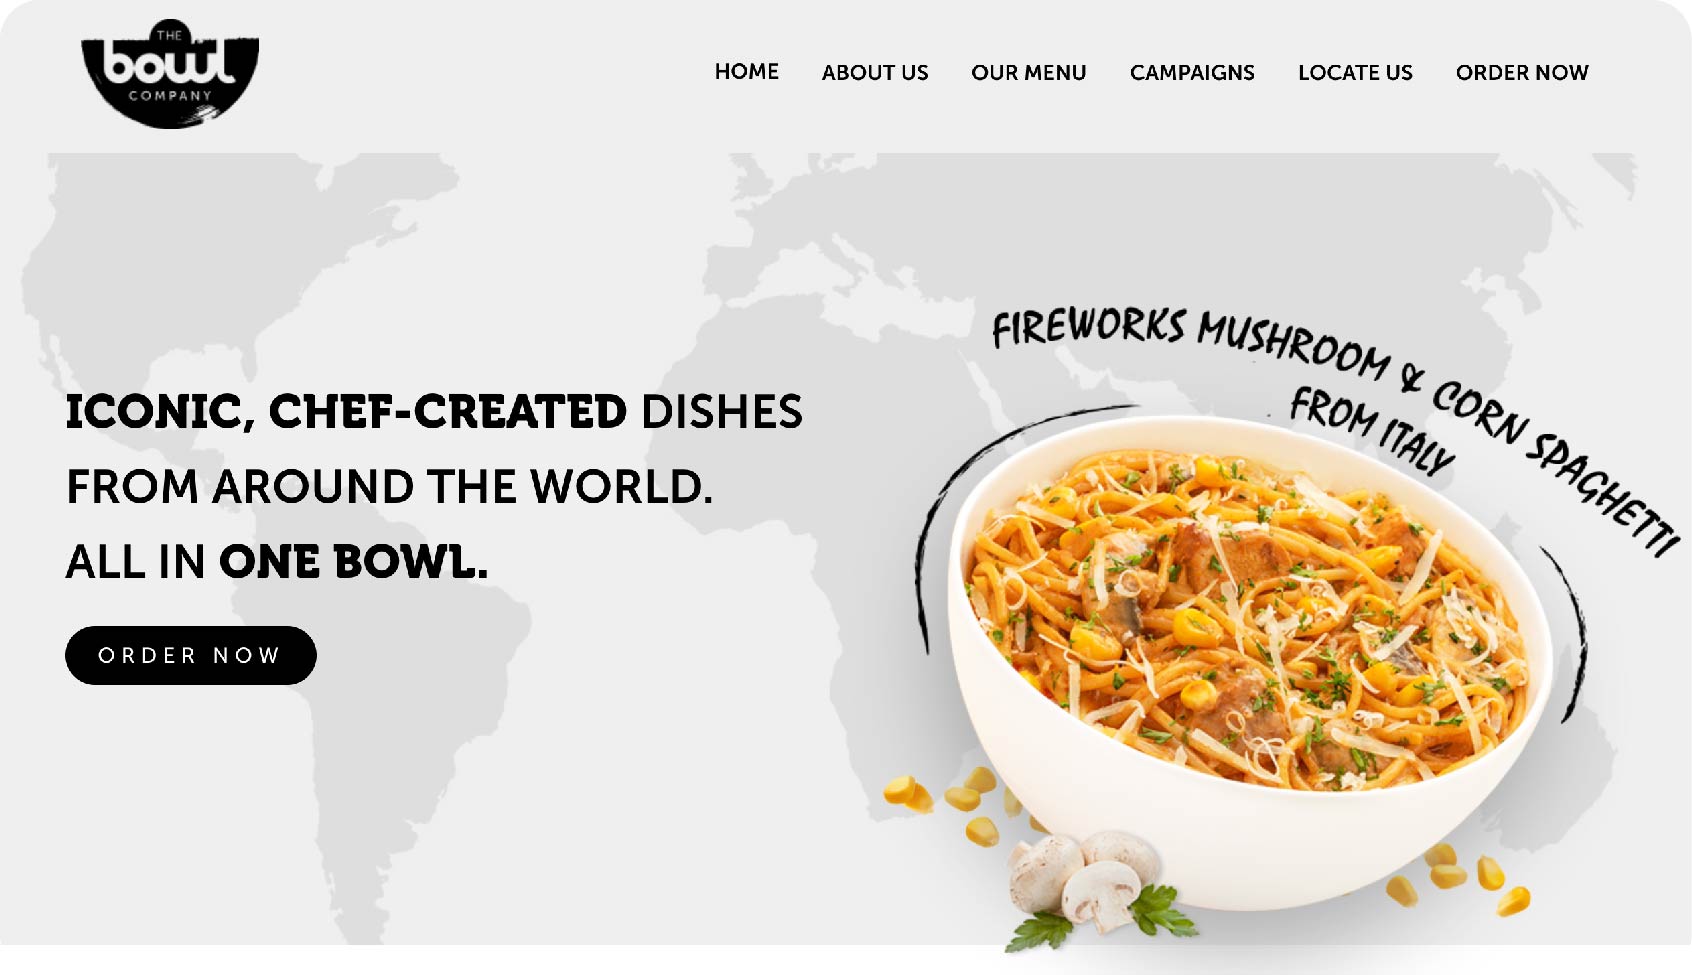 THE
bowl
COMPANY
HOME ABOUT US OUR MENU CAMPAIGNS LOCATE US ORDER NOW
FIREWORKS MUSHROOM & CORN SPAGHETTI
FROM ITALY
ICONIC, CHEF-CREATED DISHES
FROM AROUND THE WORLD.
ALL IN ONE BOWL.
ORDER NOW